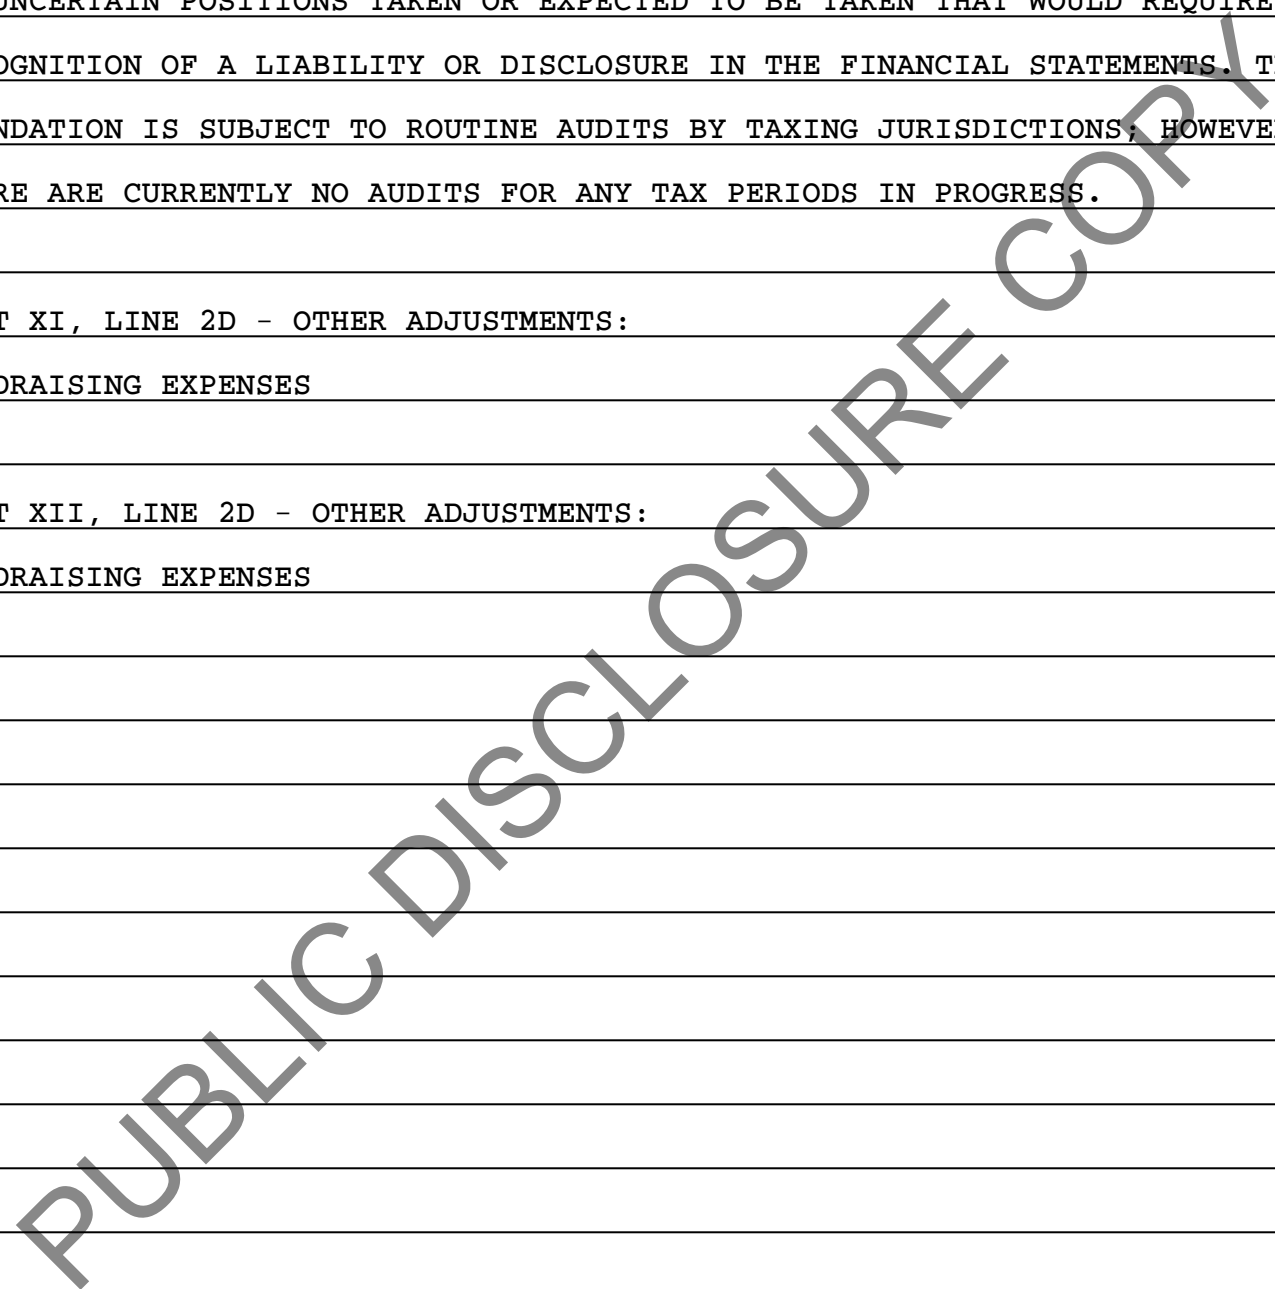 UNCERTAIN POSITIONS TAKEN OR EXPECTED TO BE TAKEN THAT WOULD REQUIRE
OGNITION OF A LIABILITY OR DISCLOSURE IN THE FINANCIAL STATEMENTS. T
NDATION IS SUBJECT TO ROUTINE AUDITS BY TAXING JURISDICTIONS; HOWEVE
RE ARE CURRENTLY NO AUDITS FOR ANY TAX PERIODS IN PROGRESS.
T XI, LINE 2D - OTHER ADJUSTMENTS:
DRAISING EXPENSES
T XII, LINE 2D - OTHER ADJUSTMENTS:
DRAISING EXPENSES
PUBLIC DISCLOSURE COPY